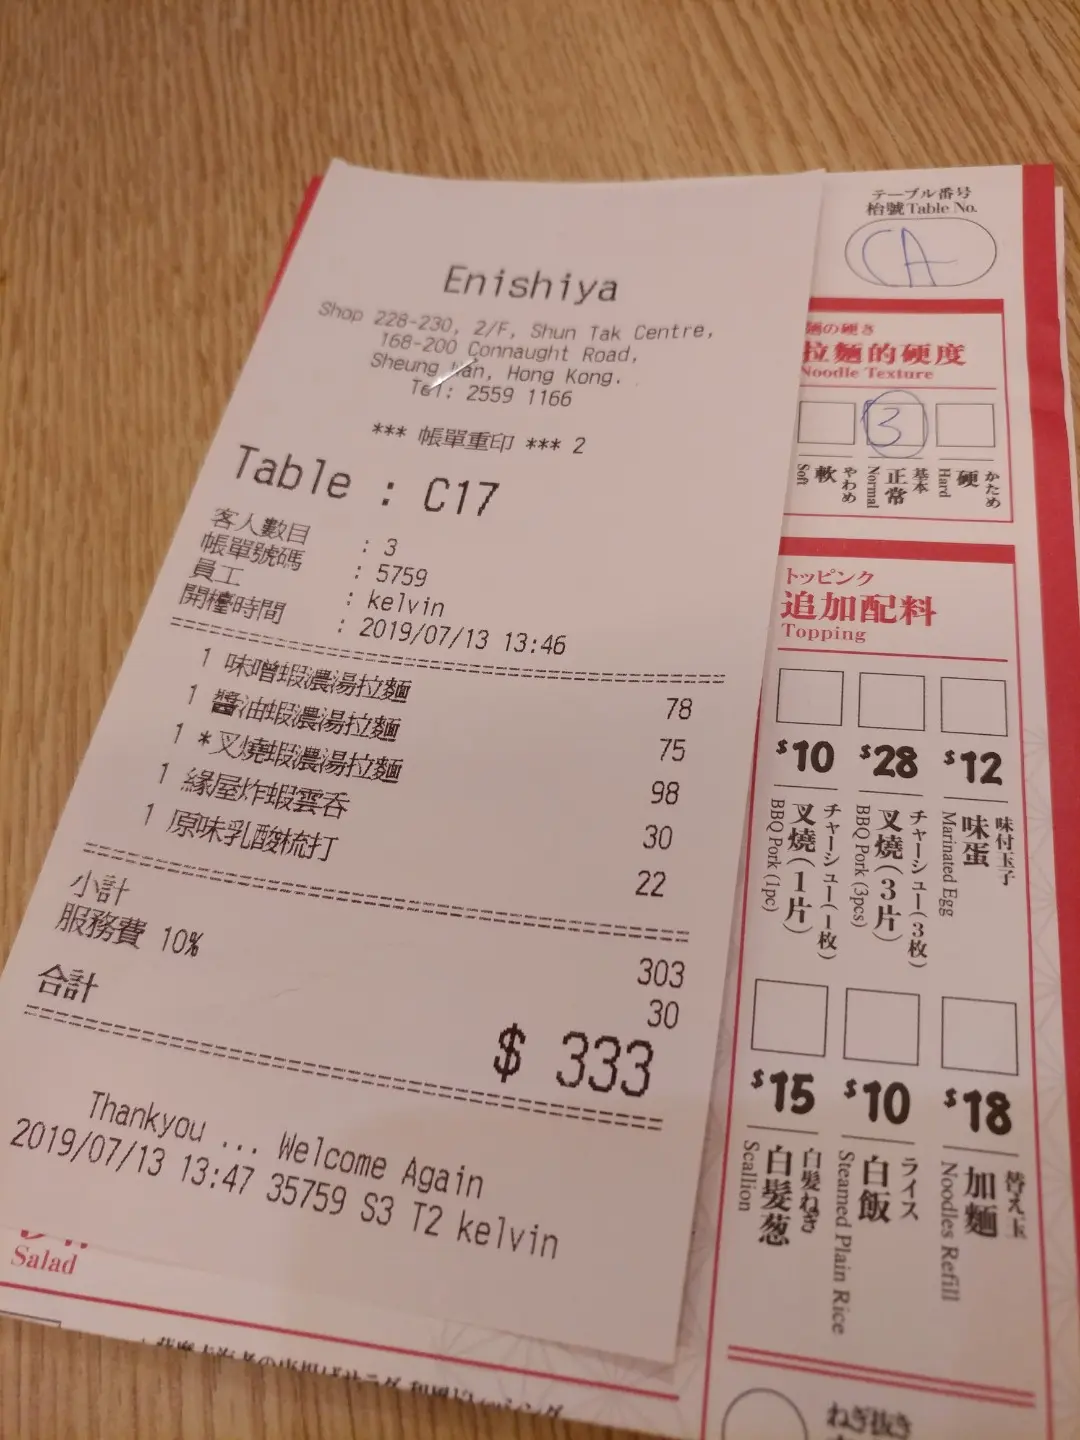 Enishiya
Shop 228-230, 2/F, Shun Tak Centre,
168-200 Connaught Road,
Sheung Wan, Hong Kong.
Tel: 2559 1166
*** 帳單重印 *** 2
Table : C17
客人數目 : 3
帳單號碼 : 5759
員工 : kelvin
開檯時間 : 2019/07/13 13:46
1 味噌蝦濃湯拉麵 78
1 醬油蝦濃湯拉麵 75
1 *叉燒蝦濃湯拉麵 98
1 緣屋炸蝦雲呑 30
1 原味乳酸梳打 22
小計 303
服務費 10% 30
合計 $ 333
Thankyou ... Welcome Again
2019/07/13 13:47 35759 S3 T2 kelvin
Salad
テーブル番号
枱號 Table No.
CA
麺の硬さ
拉麵的硬度
Noodle Texture
3
やわめ
軟
Soft
基本
正常
Normal
かため
硬
Hard
トッピング
追加配料
Topping
$10
チャーシュー(1枚)
叉燒(1片)
BBQ Pork (1pc)
$28
チャーシュー(3枚)
叉燒(3片)
BBQ Pork (3pcs)
$12
味付玉子
味蛋
Marinated Egg
$15
白髪ねぎ
白髮葱
Scallion
$10
ライス
白飯
Steamed Plain Rice
$18
替え玉
加麵
Noodles Refill
ねぎ抜き